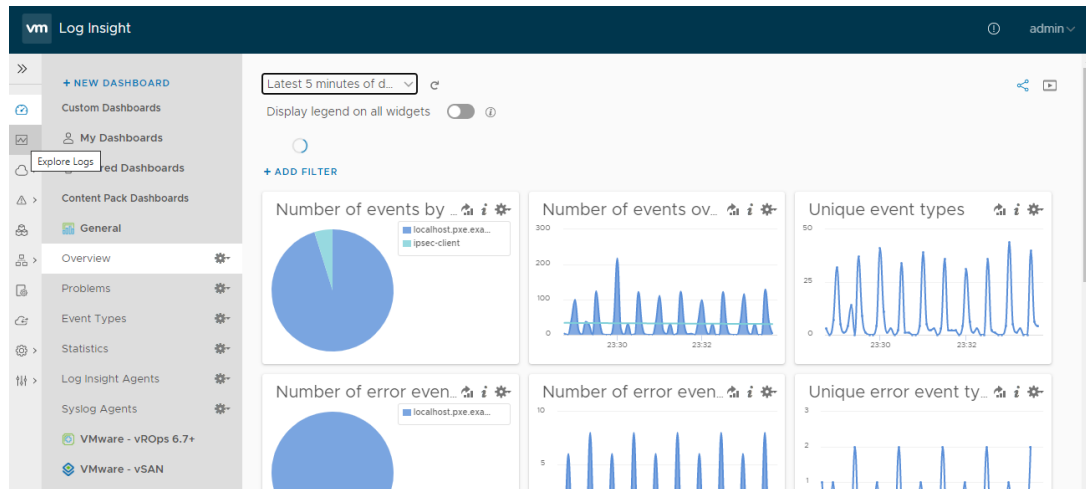 vm Log Insight
admin
+ NEW DASHBOARD
Custom Dashboards
My Dashboards
Explore Logs
red Dashboards
Content Pack Dashboards
General
Overview
Problems
Event Types
Statistics
Log Insight Agents
Syslog Agents
VMware - vROps 6.7+
VMware - vSAN
Latest 5 minutes of d...
Display legend on all widgets
+ ADD FILTER
Number of events by ...
localhost.pxe.exa...
ipsec-client
Number of events ov...
300
200
100
0
23:30 23:32
Unique event types
50
25
0
23:30 23:32
Number of error even...
localhost.pxe.exa...
Number of error even...
10
5
Unique error event ty...
3
2
1